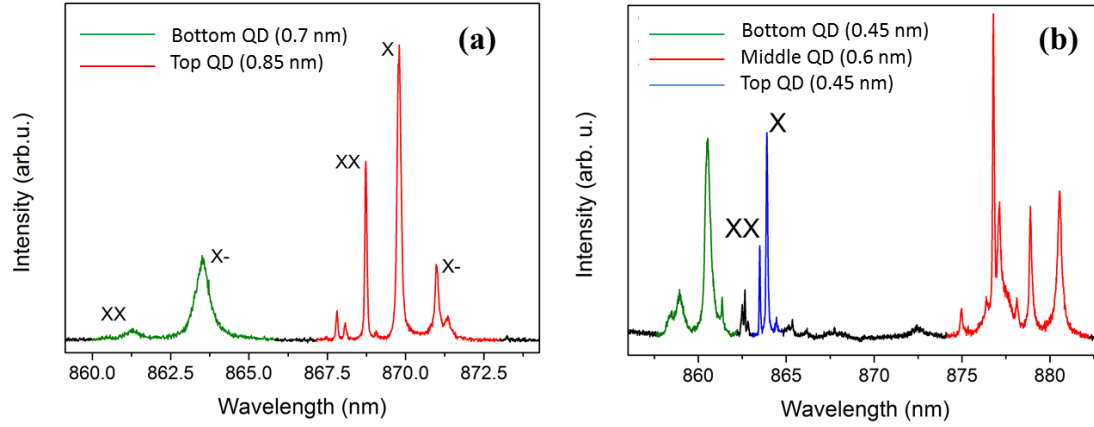 Bottom QD (0.7 nm)
Top QD (0.85 nm)
(a)
X
XX
X-
X-
XX
Intensity (arb.u.)
860.0 862.5 865.0 867.5 870.0 872.5
Wavelength (nm)
Bottom QD (0.45 nm)
Middle QD (0.6 nm)
Top QD (0.45 nm)
(b)
X
XX
Intensity (arb. u.)
860 865 870 875 880
Wavelength (nm)